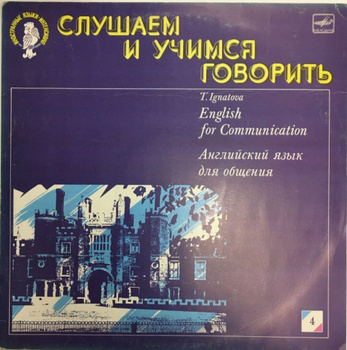 СЛУШАЕМ
И УЧИМСЯ
ГОВОРИТЬ
T. Ignatova
English
for Communication
Английский язык
для общения
4